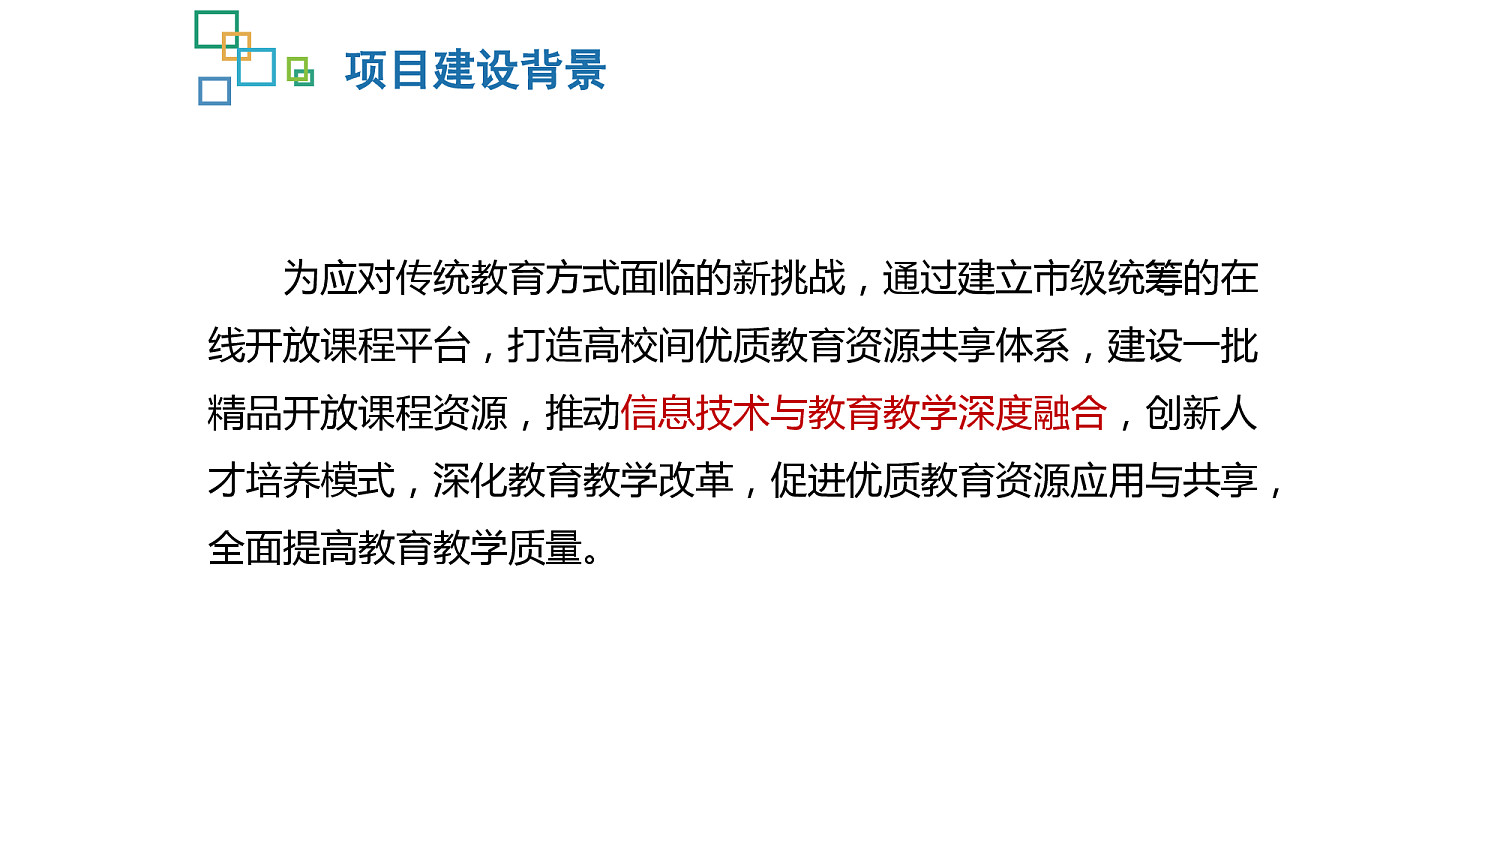 项目建设背景
为应对传统教育方式面临的新挑战，通过建立市级统筹的在
线开放课程平台，打造高校间优质教育资源共享体系，建设一批
精品开放课程资源，推动信息技术与教育教学深度融合，创新人
才培养模式，深化教育教学改革，促进优质教育资源应用与共享，
全面提高教育教学质量。